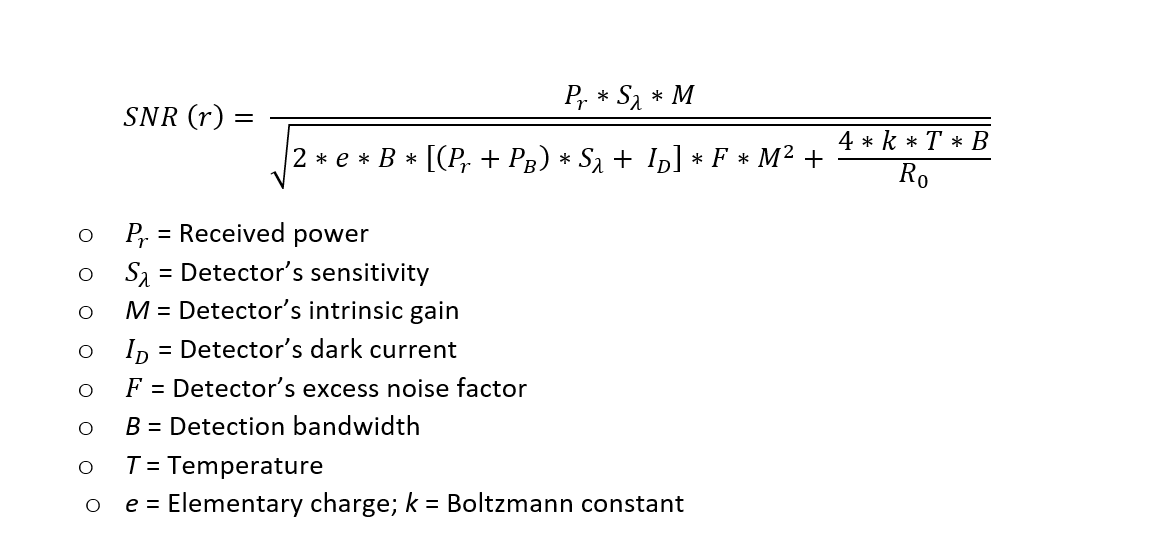 SNR (r) = P_r * S_λ * M / √(2 * e * B * [(P_r + P_B) * S_λ + I_D] * F * M² + (4 * k * T * B) / R_0)
○ P_r = Received power
○ S_λ = Detector’s sensitivity
○ M = Detector’s intrinsic gain
○ I_D = Detector’s dark current
○ F = Detector’s excess noise factor
○ B = Detection bandwidth
○ T = Temperature
○ e = Elementary charge; k = Boltzmann constant